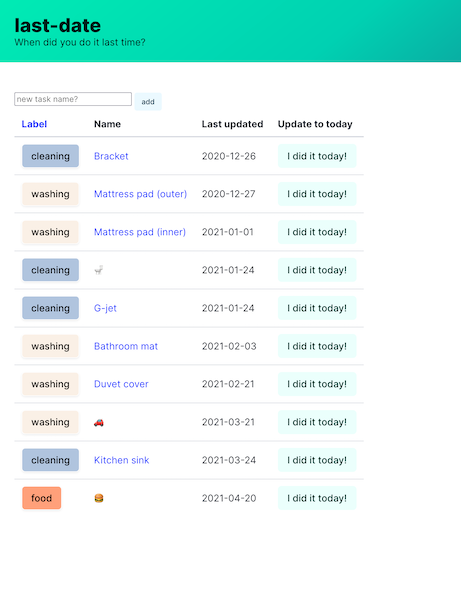 last-date
When did you do it last time?
new task name? add
Label Name Last updated Update to today
cleaning Bracket 2020-12-26 I did it today!
washing Mattress pad (outer) 2020-12-27 I did it today!
washing Mattress pad (inner) 2021-01-01 I did it today!
cleaning 🚽 2021-01-24 I did it today!
cleaning G-jet 2021-01-24 I did it today!
washing Bathroom mat 2021-02-03 I did it today!
washing Duvet cover 2021-02-21 I did it today!
washing 🚗 2021-03-21 I did it today!
cleaning Kitchen sink 2021-03-24 I did it today!
food 🍔 2021-04-20 I did it today!